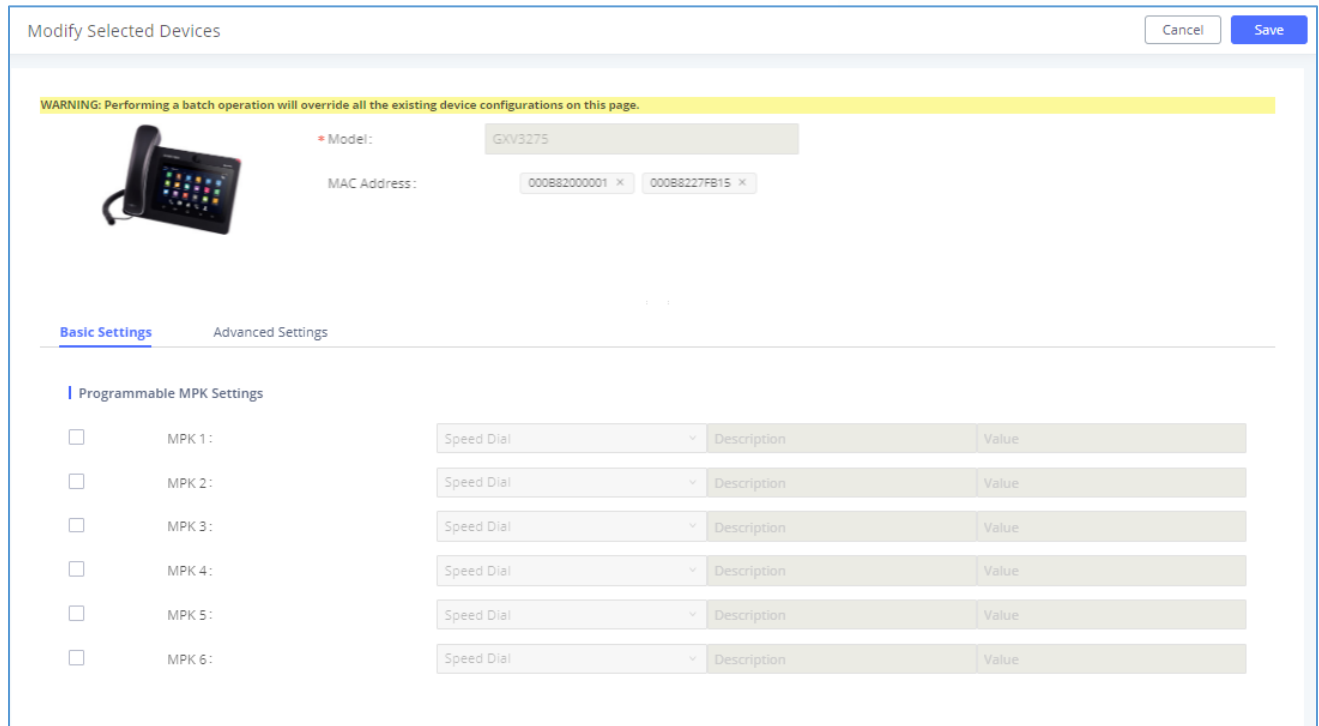 Modify Selected Devices Cancel Save
WARNING: Performing a batch operation will override all the existing device configurations on this page.
* Model: GXV3275
MAC Address: 000B82000001 × 000B8227FB15 ×
Basic Settings Advanced Settings
Programmable MPK Settings
MPK 1: Speed Dial Description Value
MPK 2: Speed Dial Description Value
MPK 3: Speed Dial Description Value
MPK 4: Speed Dial Description Value
MPK 5: Speed Dial Description Value
MPK 6: Speed Dial Description Value